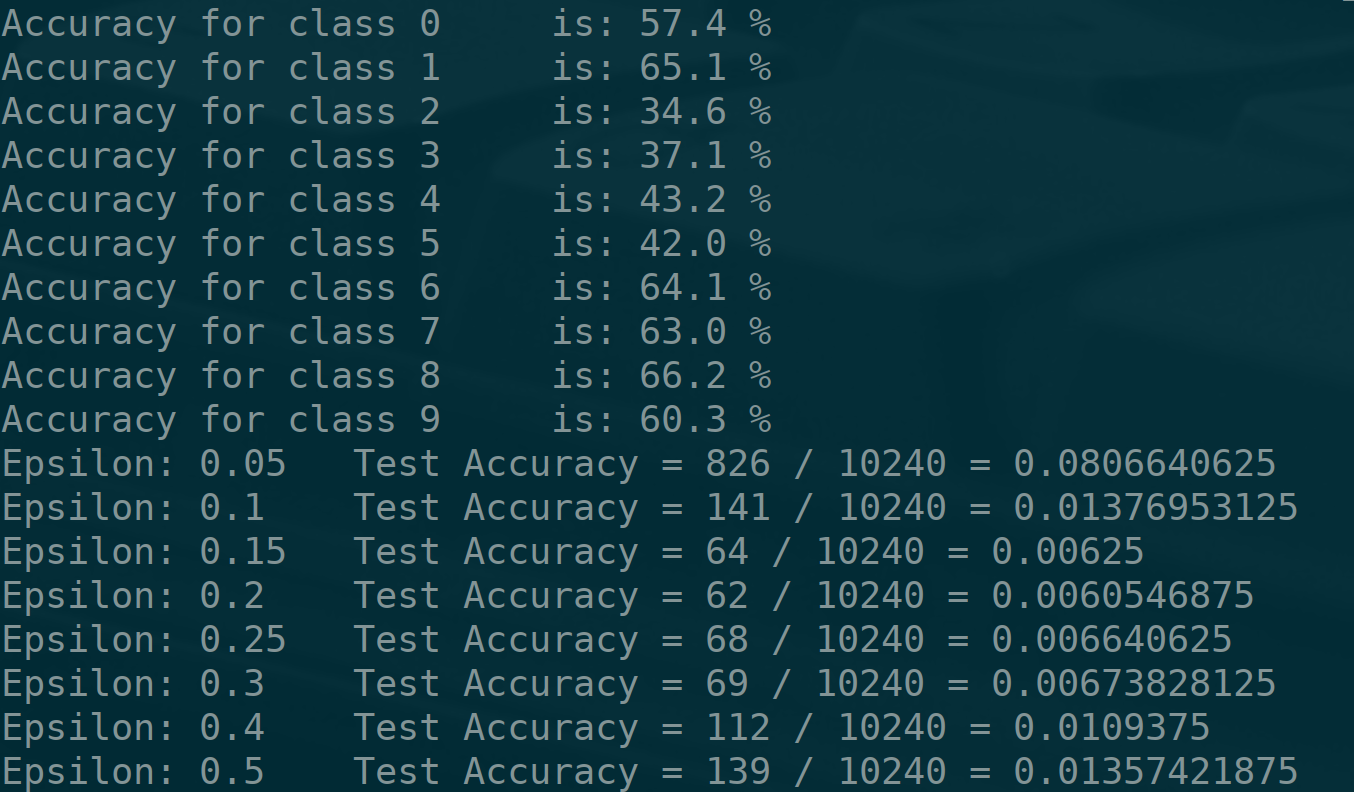 Accuracy for class 0     is: 57.4 %
Accuracy for class 1     is: 65.1 %
Accuracy for class 2     is: 34.6 %
Accuracy for class 3     is: 37.1 %
Accuracy for class 4     is: 43.2 %
Accuracy for class 5     is: 42.0 %
Accuracy for class 6     is: 64.1 %
Accuracy for class 7     is: 63.0 %
Accuracy for class 8     is: 66.2 %
Accuracy for class 9     is: 60.3 %
Epsilon: 0.05   Test Accuracy = 826 / 10240 = 0.0806640625
Epsilon: 0.1    Test Accuracy = 141 / 10240 = 0.01376953125
Epsilon: 0.15   Test Accuracy = 64 / 10240 = 0.00625
Epsilon: 0.2    Test Accuracy = 62 / 10240 = 0.0060546875
Epsilon: 0.25   Test Accuracy = 68 / 10240 = 0.006640625
Epsilon: 0.3    Test Accuracy = 69 / 10240 = 0.00673828125
Epsilon: 0.4    Test Accuracy = 112 / 10240 = 0.0109375
Epsilon: 0.5    Test Accuracy = 139 / 10240 = 0.01357421875